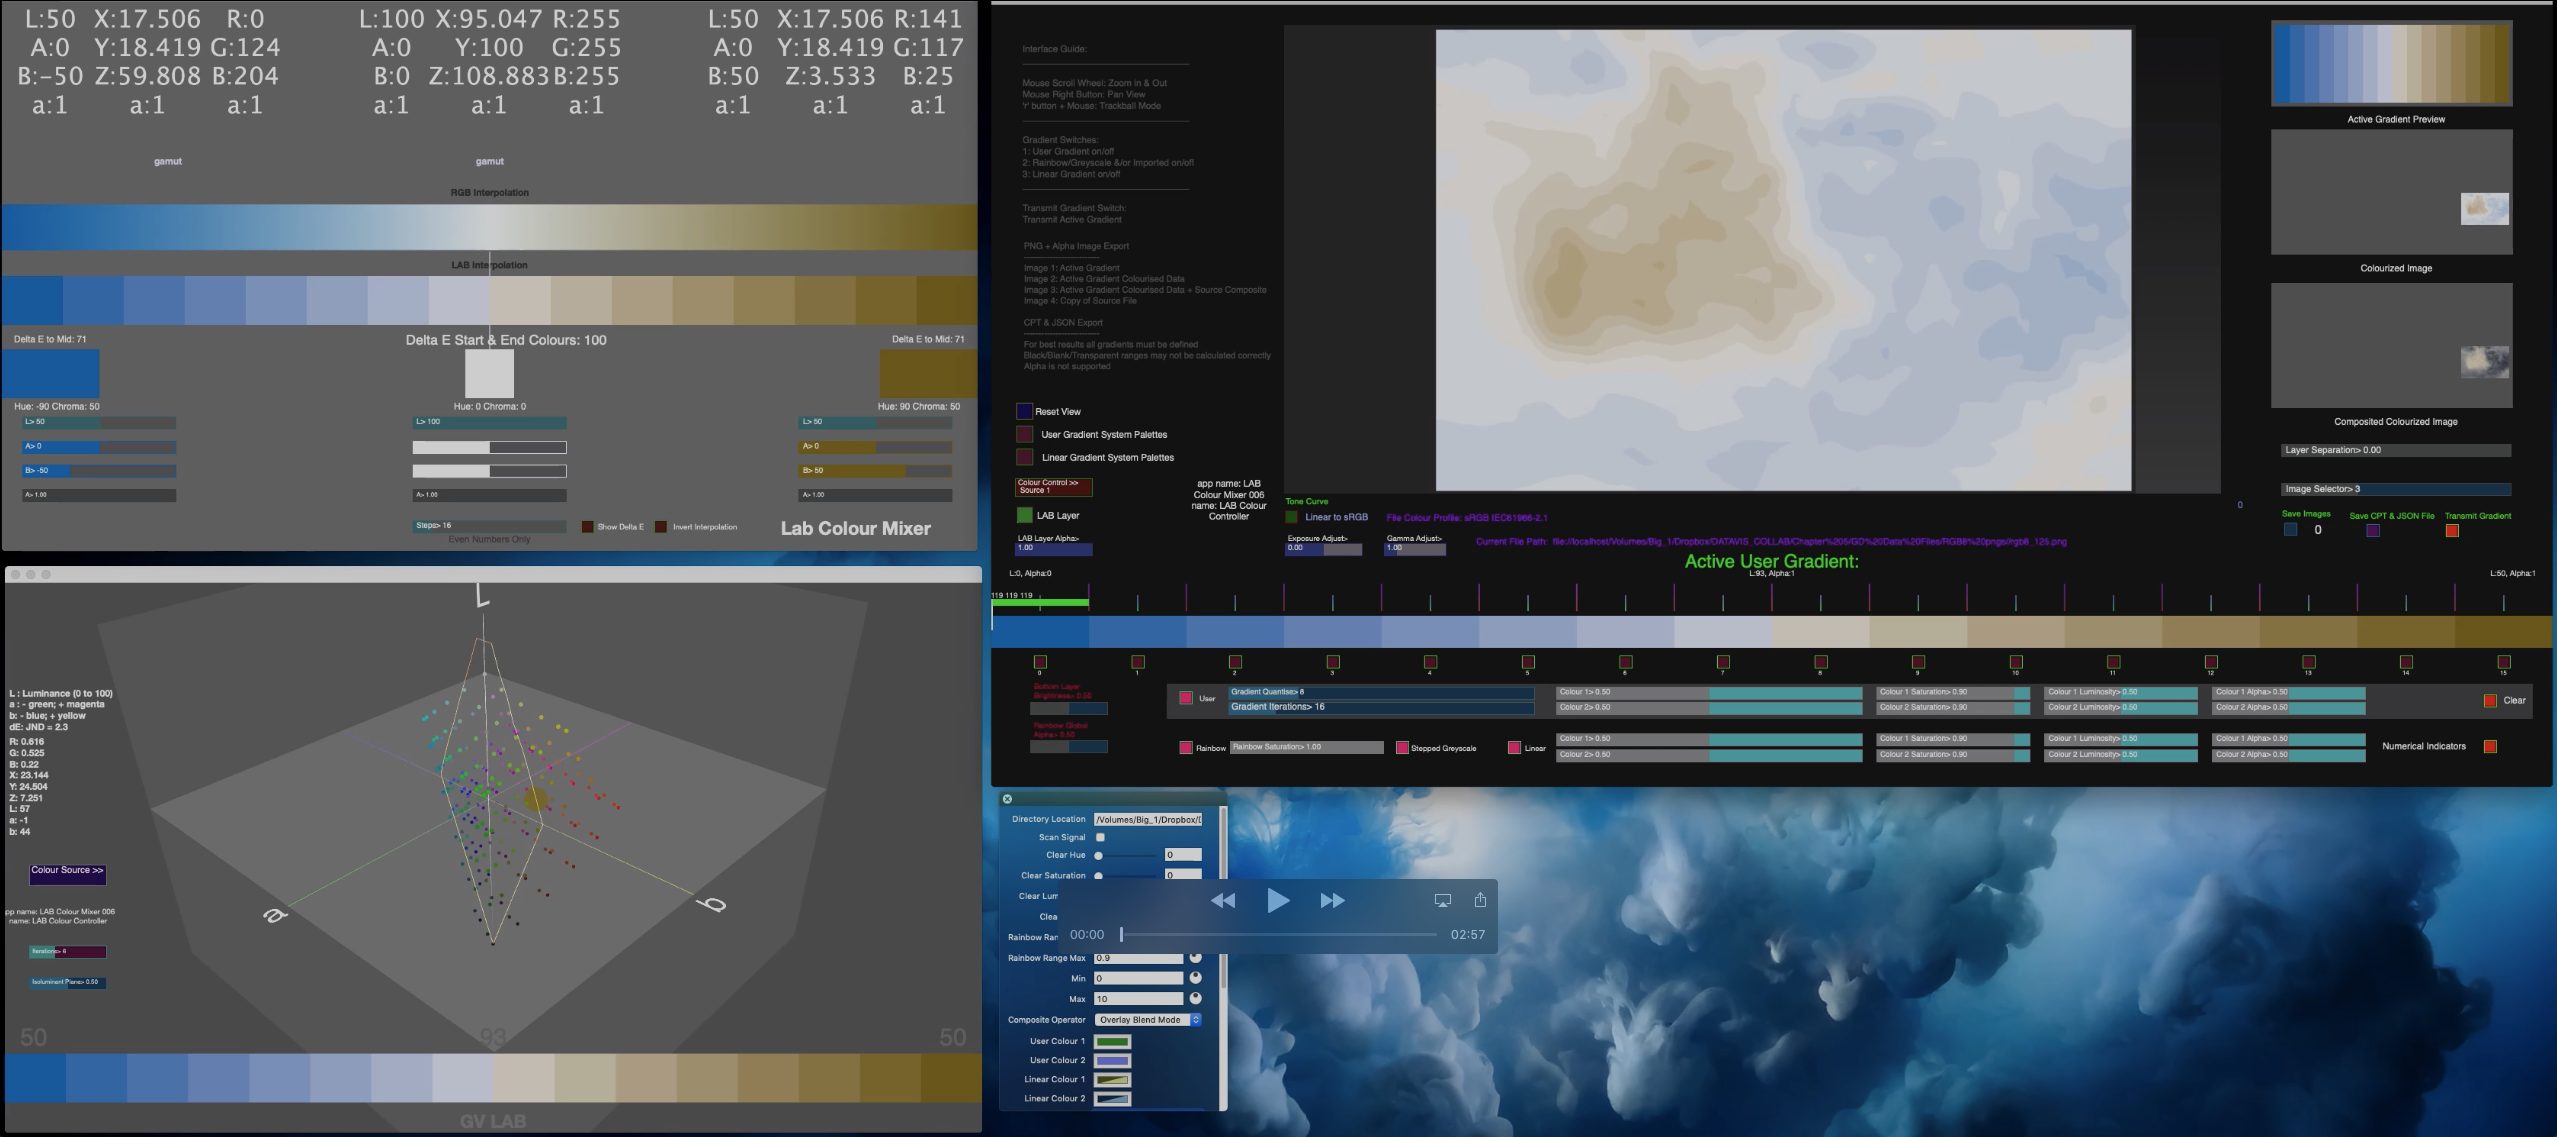 L:50 X:17.506 R:0
A:0 Y:18.419 G:124
B:-50 Z:59.808 B:204
a:1 a:1 a:1
L:100 X:95.047 R:255
A:0 Y:100 G:255
B:0 Z:108.883 B:255
a:1 a:1 a:1
L:50 X:17.506 R:141
A:0 Y:18.419 G:117
B:50 Z:3.533 B:25
a:1 a:1 a:1
gamut
gamut
RGB Interpolation
LAB Interpolation
Delta E to Mid: 71
Delta E Start & End Colours: 100
Delta E to Mid: 71
Hue: -90 Chroma: 50
Hue: 0 Chroma: 0
Hue: 90 Chroma: 50
L> 50
L> 100
L> 50
A> 0
A> 0
B> -50
B> 50
A> 1.00
A> 1.00
A> 1.00
Steps> 16
Show Delta E
Invert Interpolation
Lab Colour Mixer
Even Numbers Only
L
L : Luminance (0 to 100)
a : - green; + magenta
b: - blue; + yellow
dE: JND = 2.3
R: 0.616
G: 0.525
B: 0.22
X: 23.144
Y: 24.504
Z: 7.251
L: 57
a: -1
b: 44
Colour Source >>
pp name: LAB Colour Mixer 006
name: LAB Colour Controller
Iterations> 6
Isoluminant Plane> 0.50
a
b
50
93
50
GV LAB
Interface Guide:
Mouse Scroll Wheel: Zoom in & Out
Mouse Right Button: Pan View
'r' button + Mouse: Trackball Mode
Gradient Switches:
1: User Gradient on/off
2: Rainbow/Greyscale &/or Imported on/off
3: Linear Gradient on/off
Transmit Gradient Switch:
Transmit Active Gradient
PNG + Alpha Image Export
Image 1: Active Gradient
Image 2: Active Gradient Colourised Data
Image 3: Active Gradient Colourised Data + Source Composite
Image 4: Copy of Source File
CPT & JSON Export
For best results all gradients must be defined
Black/Blank/Transparent ranges may not be calculated correctly
Alpha is not supported
Reset View
User Gradient System Palettes
Linear Gradient System Palettes
Colour Control >>
Source 1
LAB Layer
LAB Layer Alpha>
1.00
app name: LAB
Colour Mixer 006
name: LAB Colour
Controller
Tone Curve
Linear to sRGB
File Colour Profile: sRGB IEC61966-2.1
Exposure Adjust>
0.00
Gamma Adjust>
1.00
Current File Path: file://localhost/Volumes/Big_1/Dropbox/DATAVIS_COLLAB/Chapter%205/GD%20Data%20Files/RGB8%20pngs/rgb8_125.png
Active Gradient Preview
Colourized Image
Composited Colourized Image
Layer Separation> 0.00
Image Selector> 3
0
Save Images
Save CPT & JSON File
Transmit Gradient
0
Active User Gradient:
L:0, Alpha:0
L:93, Alpha:1
L:50, Alpha:1
119 119 119
0 1 2 3 4 5 6 7 8 9 10 11 12 13 14 15
Bottom Layer
Brightness> 0.50
User
Gradient Quantise> 8
Gradient Iterations> 16
Colour 1> 0.50
Colour 2> 0.50
Colour 1 Saturation> 0.90
Colour 2 Saturation> 0.90
Colour 1 Luminosity> 0.50
Colour 2 Luminosity> 0.50
Colour 1 Alpha> 0.50
Colour 2 Alpha> 0.50
Clear
Rainbow Global
Alpha> 0.50
Rainbow
Rainbow Saturation> 1.00
Stepped Greyscale
Linear
Colour 1> 0.50
Colour 2> 0.50
Colour 1 Saturation> 0.90
Colour 2 Saturation> 0.90
Colour 1 Luminosity> 0.50
Colour 2 Luminosity> 0.50
Colour 1 Alpha> 0.50
Colour 2 Alpha> 0.50
Numerical Indicators
Directory Location /Volumes/Big_1/Dropbox/
Scan Signal
Clear Hue 0
Clear Saturation 0
Clear Lum
Clea
Rainbow Ran
00:00
02:57
Rainbow Range Max 0.9
Min 0
Max 10
Composite Operator Overlay Blend Mode
User Colour 1
User Colour 2
Linear Colour 1
Linear Colour 2